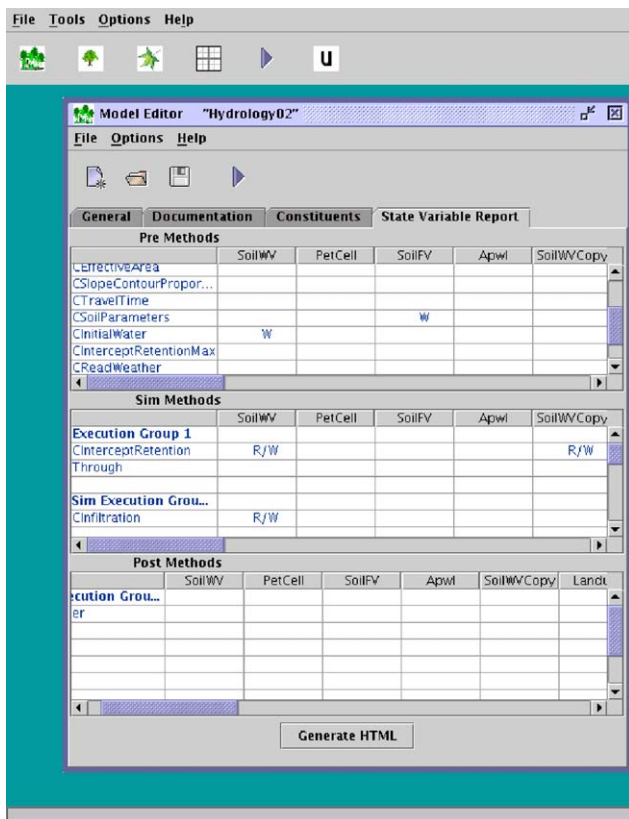 File Tools Options Help
u
Model Editor "Hydrology02"
File Options Help
General Documentation Constituents State Variable Report
Pre Methods
SoilWV PetCell SoilFV Apwl SoilWVCopy
CEffectiveArea
CSlopeContourPropor...
CTravelTime
CSoilParameters W
CInitialWater W
CInterceptRetentionMax
CReadWeather
Sim Methods
SoilWV PetCell SoilFV Apwl SoilWVCopy
Execution Group 1
CInterceptRetention R/W R/W
Through
Sim Execution Grou...
CInfiltration R/W
Post Methods
SoilWV PetCell SoilFV Apwl SoilWVCopy Landu
ecution Grou...
er
Generate HTML